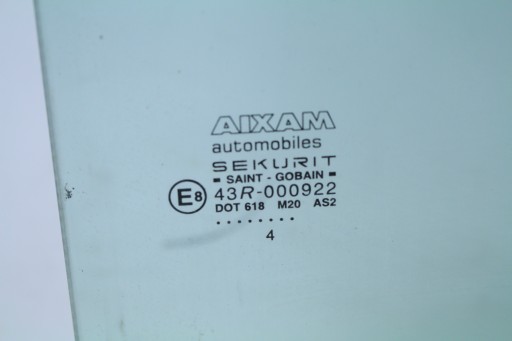 AIXAM
automobiles
SEKURIT
SAINT - GOBAIN
E8 43R-000922
DOT 618 M20 AS2
........
4